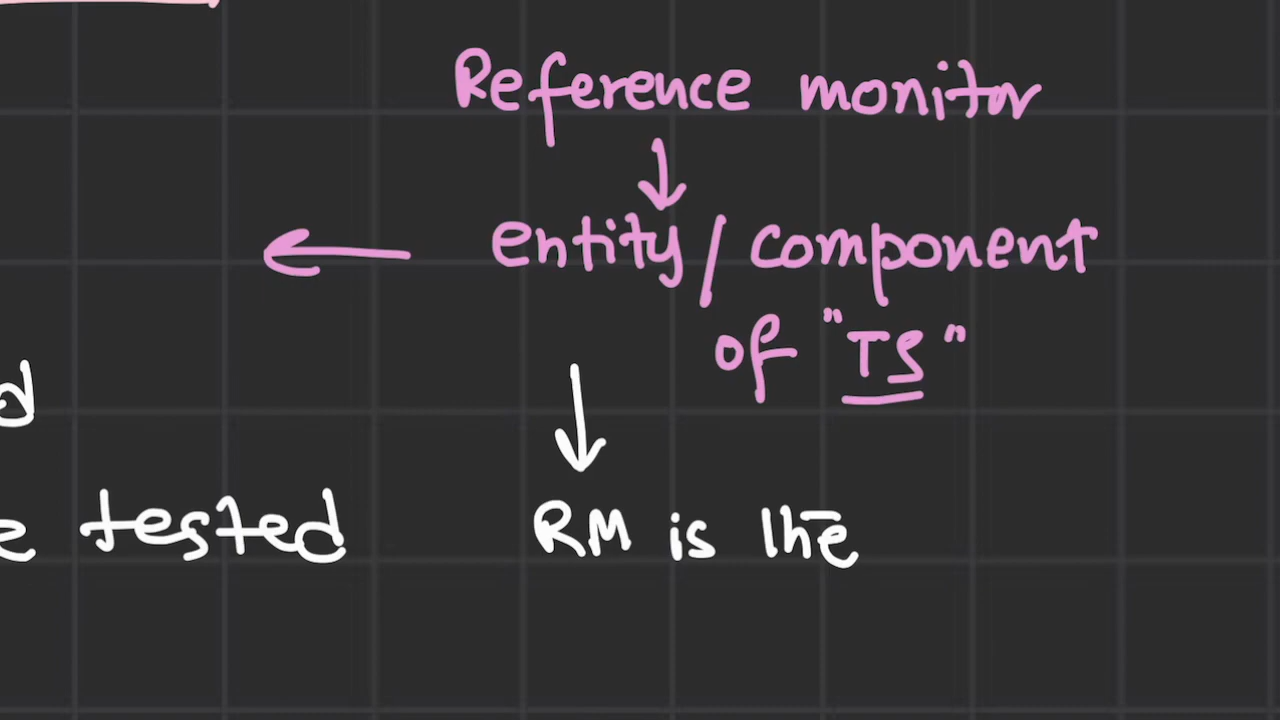 Reference monitor
↓
← entity/component
of "TS"
d
↓
e tested
RM is the